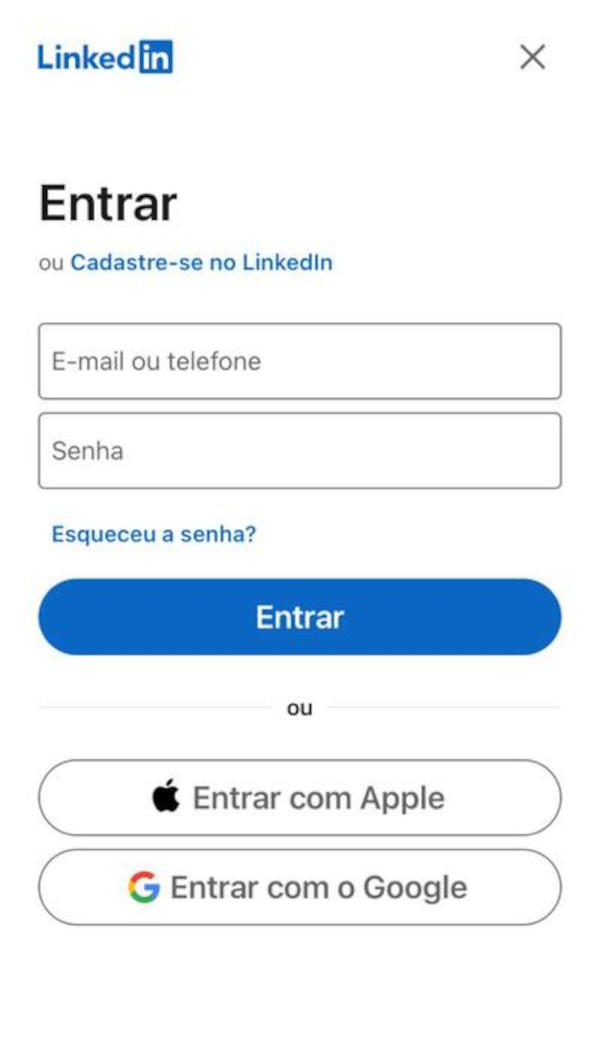 LinkedIn
Entrar
ou Cadastre-se no LinkedIn
E-mail ou telefone
Senha
Esqueceu a senha?
Entrar
ou
Entrar com Apple
Entrar com o Google